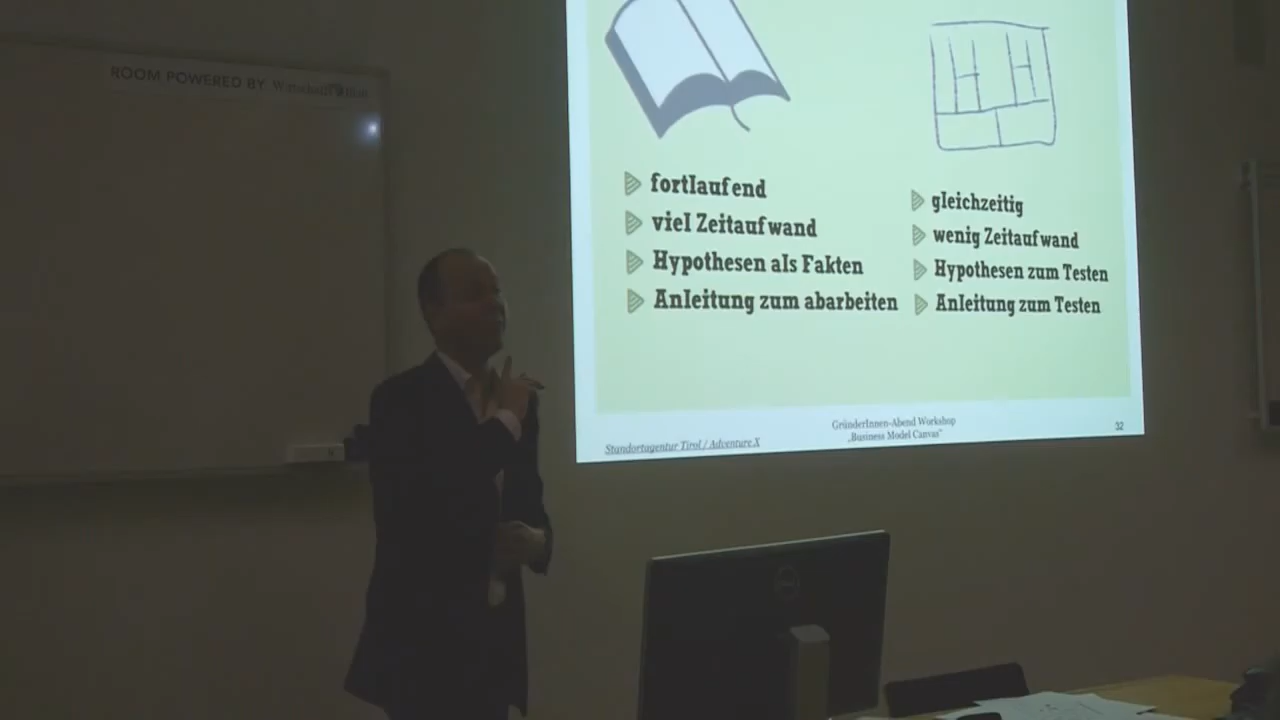 ROOM POWERED BY
fortlaufend
viel Zeitaufwand
Hypothesen als Fakten
Anleitung zum abarbeiten
gleichzeitig
wenig Zeitaufwand
Hypothesen zum Testen
Anleitung zum Testen
Standortagentur Tirol / Adventure X
GründerInnen-Abend Workshop
„Business Model Canvas“
32
DELL